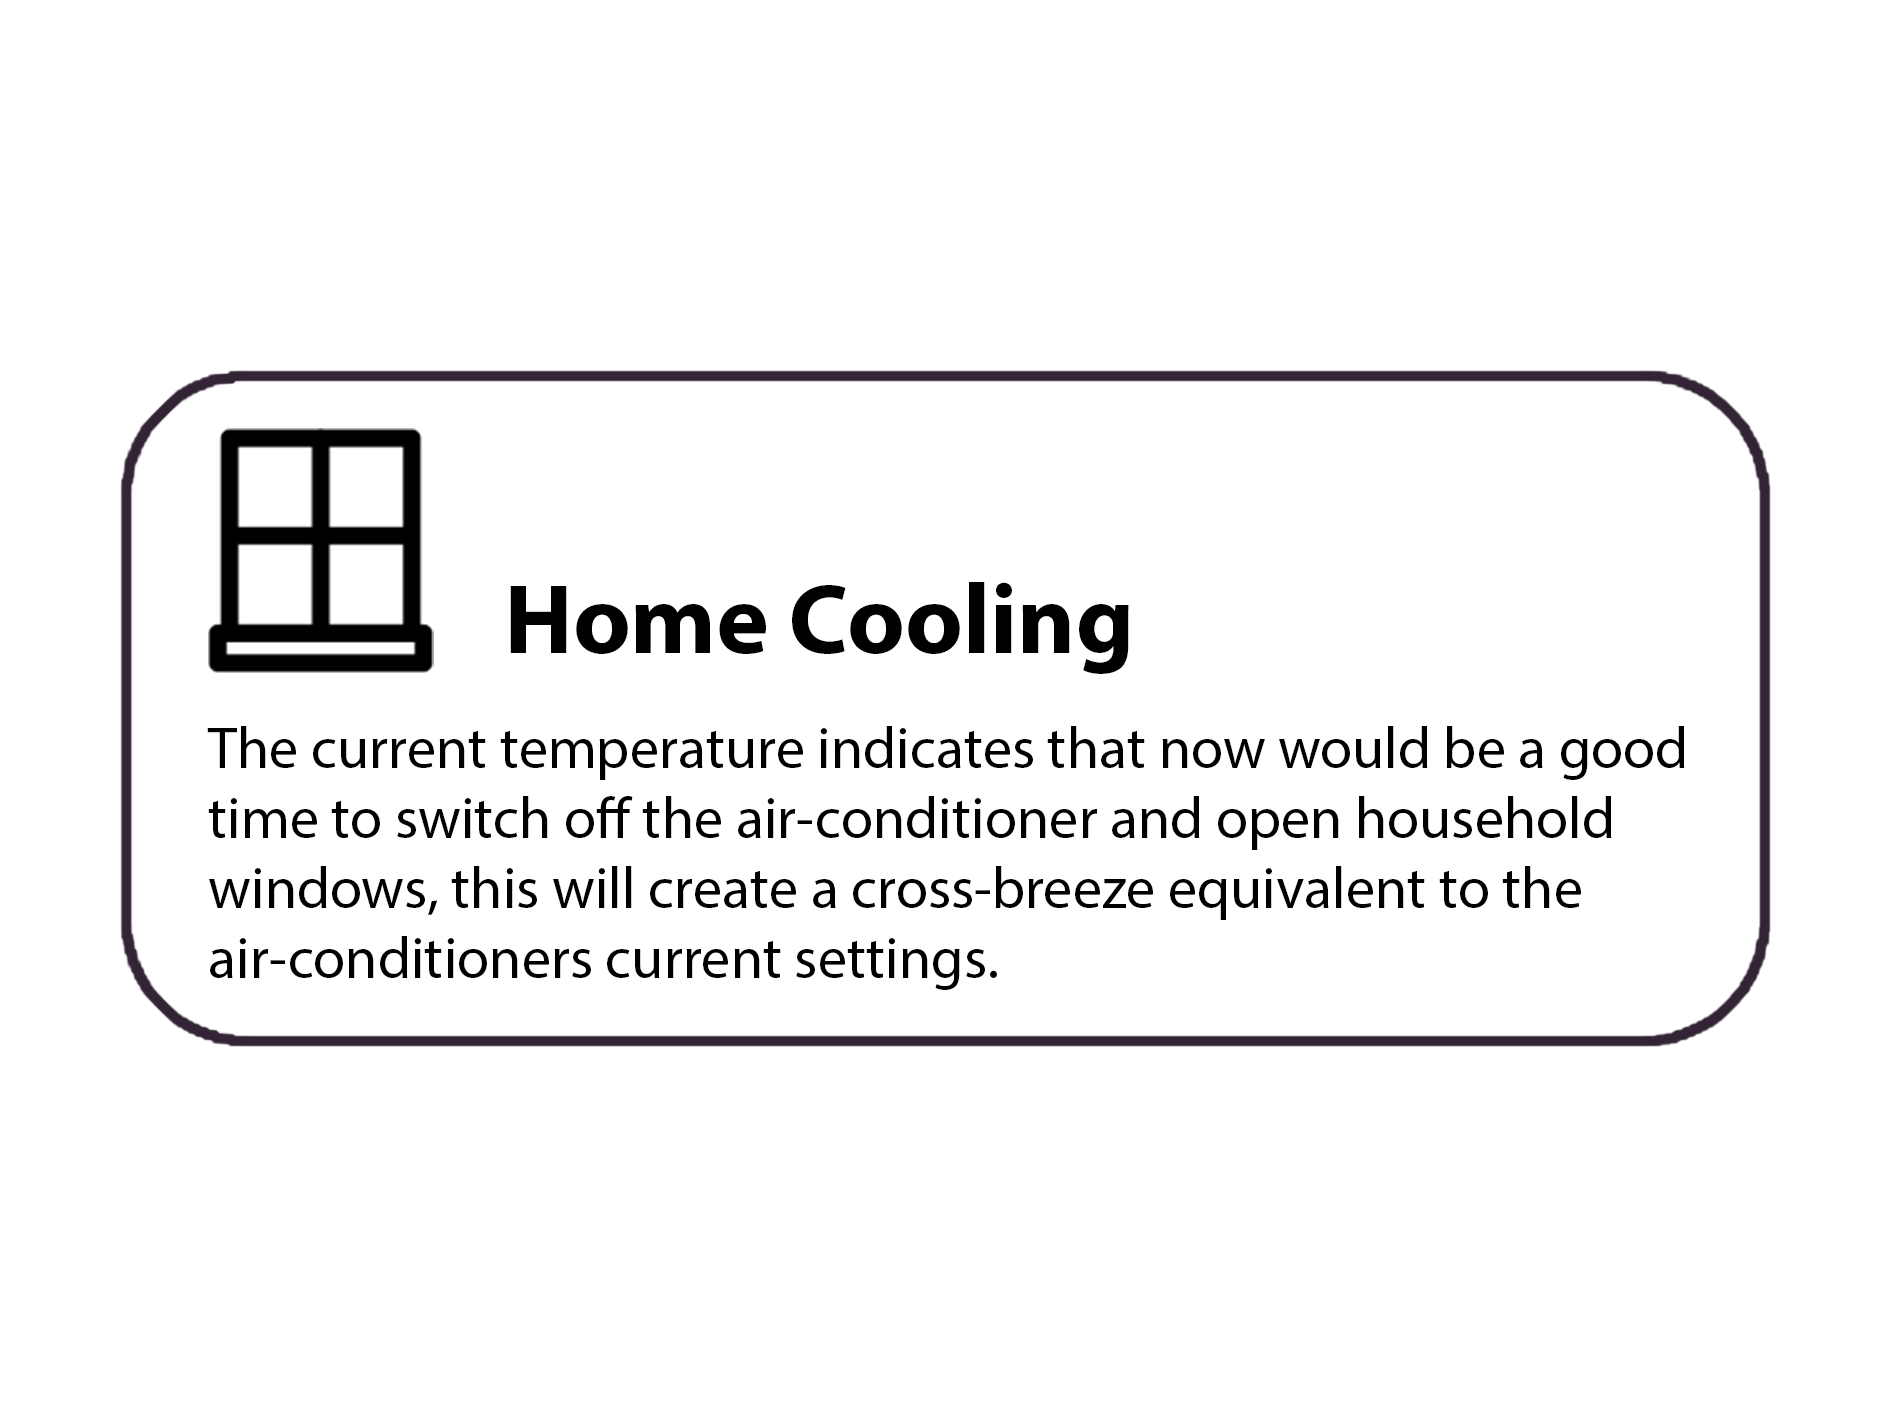 Home Cooling
The current temperature indicates that now would be a good
time to switch off the air-conditioner and open household
windows, this will create a cross-breeze equivalent to the
air-conditioners current settings.